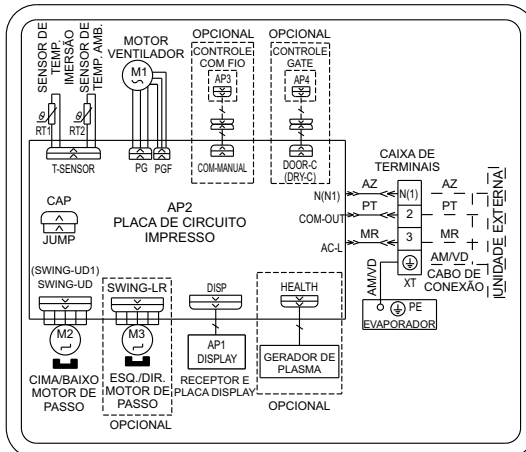 SENSOR DE
TEMP.
IMERSÃO
SENSOR DE
TEMP. AMB.
MOTOR
VENTILADOR
OPCIONAL
OPCIONAL
CONTROLE
COM FIO
CONTROLE
GATE
M1
AP3
AP4
θ
RT1
θ
RT2
T-SENSOR
PG
PGF
COM-MANUAL
DOOR-C
(DRY-C)
CAIXA DE
TERMINAIS
CAP
JUMP
AP2
PLACA DE CIRCUITO
IMPRESSO
N(N1)
AZ
N(1)
AZ
COM-OUT
PT
2
PT
AC-L
MR
3
MR
AM/VD
XT
AM/VD
CABO DE
CONEXÃO
UNIDADE EXTERNA
PE
EVAPORADOR
(SWING-UD1)
SWING-UD
SWING-LR
DISP
HEALTH
M2
M3
AP1
DISPLAY
GERADOR DE
PLASMA
CIMA/BAIXO
MOTOR DE
PASSO
ESQ./DIR.
MOTOR DE
PASSO
RECEPTOR E
PLACA DISPLAY
OPCIONAL
OPCIONAL